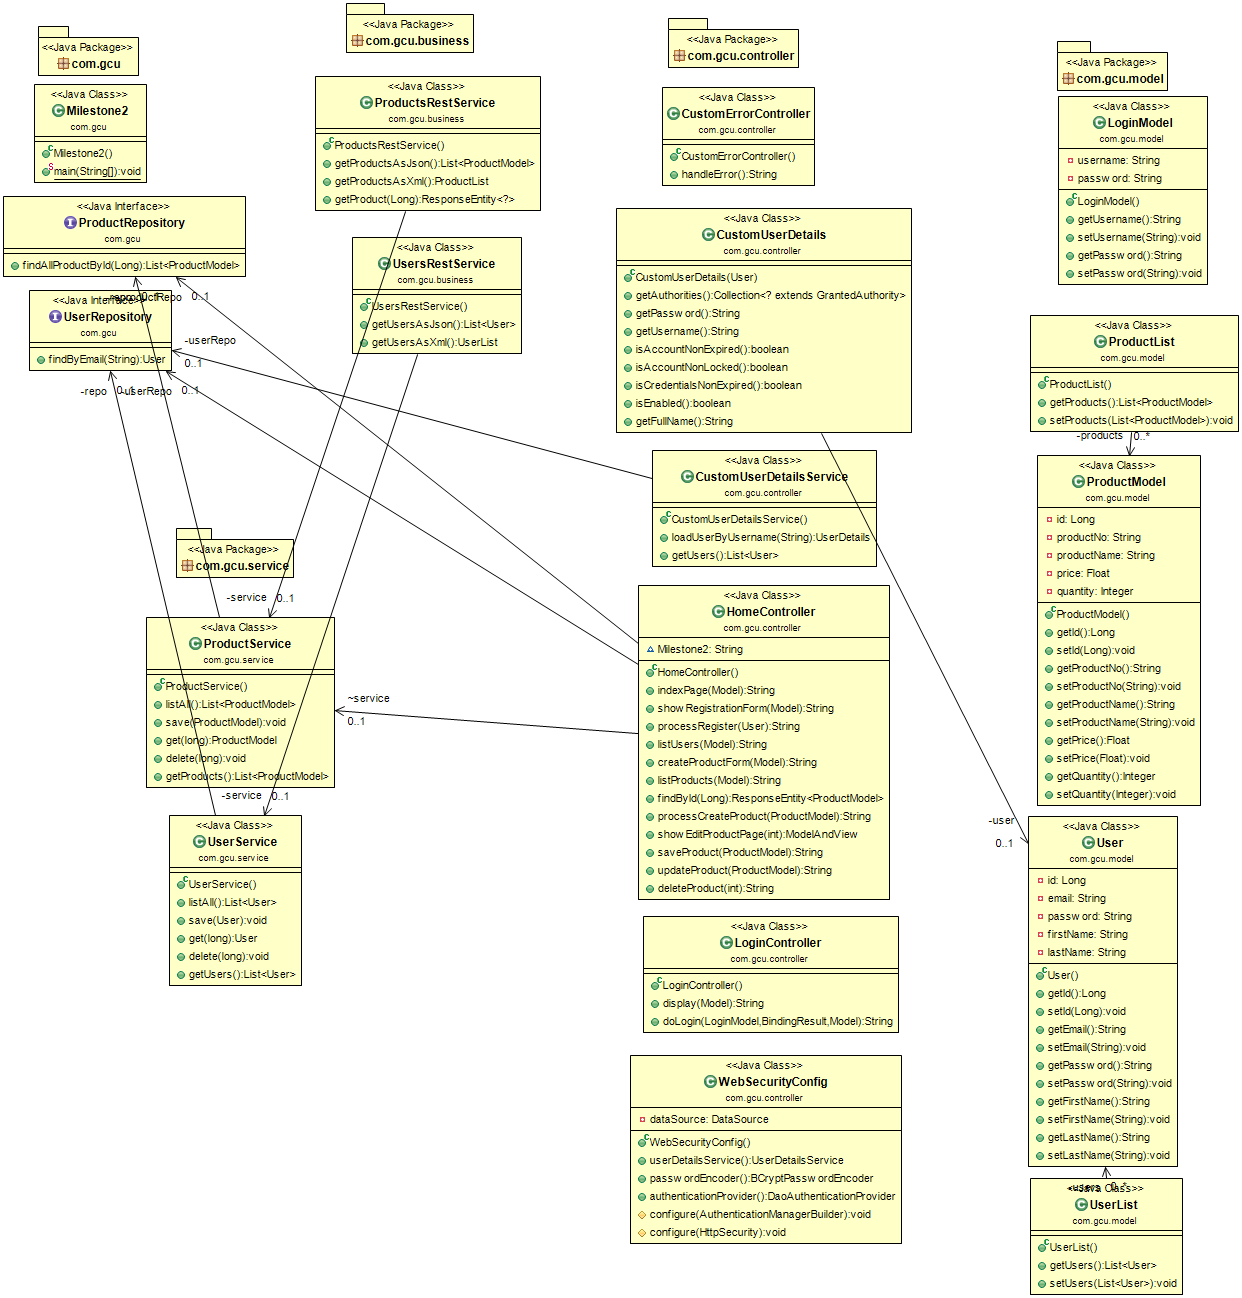 <<Java Package>>
com.gcu
<<Java Class>>
Milestone2
com.gcu
Milestone2()
main(String[]):void
<<Java Interface>>
ProductRepository
com.gcu
findAllProductById(Long):List<ProductModel>
0..1
<<Java Interface>>
UserRepository
com.gcu
findByEmail(String):User
-userRepo
0..1
-repo
0..1
-userRepo
0..1
<<Java Package>>
com.gcu.service
-service
0..1
<<Java Class>>
ProductService
com.gcu.service
ProductService()
listAll():List<ProductModel>
save(ProductModel):void
get(long):ProductModel
delete(long):void
getProducts():List<ProductModel>
~service
0..1
-service
0..1
<<Java Class>>
UserService
com.gcu.service
UserService()
listAll():List<User>
save(User):void
get(long):User
delete(long):void
getUsers():List<User>
<<Java Package>>
com.gcu.business
<<Java Class>>
ProductsRestService
com.gcu.business
ProductsRestService()
getProductsAsJson():List<ProductModel>
getProductsAsXml():ProductList
getProduct(Long):ResponseEntity<?>
<<Java Class>>
UsersRestService
com.gcu.business
UsersRestService()
getUsersAsJson():List<User>
getUsersAsXml():UserList
<<Java Package>>
com.gcu.controller
<<Java Class>>
CustomErrorController
com.gcu.controller
CustomErrorController()
handleError():String
<<Java Class>>
CustomUserDetails
com.gcu.controller
CustomUserDetails(User)
getAuthorities():Collection<? extends GrantedAuthority>
getPassword():String
getUsername():String
isAccountNonExpired():boolean
isAccountNonLocked():boolean
isCredentialsNonExpired():boolean
isEnabled():boolean
getFullName():String
<<Java Class>>
CustomUserDetailsService
com.gcu.controller
CustomUserDetailsService()
loadUserByUsername(String):UserDetails
getUsers():List<User>
<<Java Class>>
HomeController
com.gcu.controller
Milestone2: String
HomeController()
indexPage(Model):String
showRegistrationForm(Model):String
processRegister(User):String
listUsers(Model):String
createProductForm(Model):String
listProducts(Model):String
findById(Long):ResponseEntity<ProductModel>
processCreateProduct(ProductModel):String
showEditProductPage(int):ModelAndView
saveProduct(ProductModel):String
updateProduct(ProductModel):String
deleteProduct(int):String
<<Java Class>>
LoginController
com.gcu.controller
LoginController()
display(Model):String
doLogin(LoginModel,BindingResult,Model):String
<<Java Class>>
WebSecurityConfig
com.gcu.controller
dataSource: DataSource
WebSecurityConfig()
userDetailsService():UserDetailsService
passwordEncoder():BCryptPasswordEncoder
authenticationProvider():DaoAuthenticationProvider
configure(AuthenticationManagerBuilder):void
configure(HttpSecurity):void
<<Java Package>>
com.gcu.model
<<Java Class>>
LoginModel
com.gcu.model
username: String
password: String
LoginModel()
getUsername():String
setUsername(String):void
getPassword():String
setPassword(String):void
<<Java Class>>
ProductList
com.gcu.model
ProductList()
getProducts():List<ProductModel>
setProducts(List<ProductModel>):void
-products
0..*
<<Java Class>>
ProductModel
com.gcu.model
id: Long
productNo: String
productName: String
price: Float
quantity: Integer
ProductModel()
getId():Long
setId(Long):void
getProductNo():String
setProductNo(String):void
getProductName():String
setProductName(String):void
getPrice():Float
setPrice(Float):void
getQuantity():Integer
setQuantity(Integer):void
-user
0..1
<<Java Class>>
User
com.gcu.model
id: Long
email: String
password: String
firstName: String
lastName: String
User()
getId():Long
setId(Long):void
getEmail():String
setEmail(String):void
getPassword():String
setPassword(String):void
getFirstName():String
setFirstName(String):void
getLastName():String
setLastName(String):void
-users
0..*
<<Java Class>>
UserList
com.gcu.model
UserList()
getUsers():List<User>
setUsers(List<User>):void